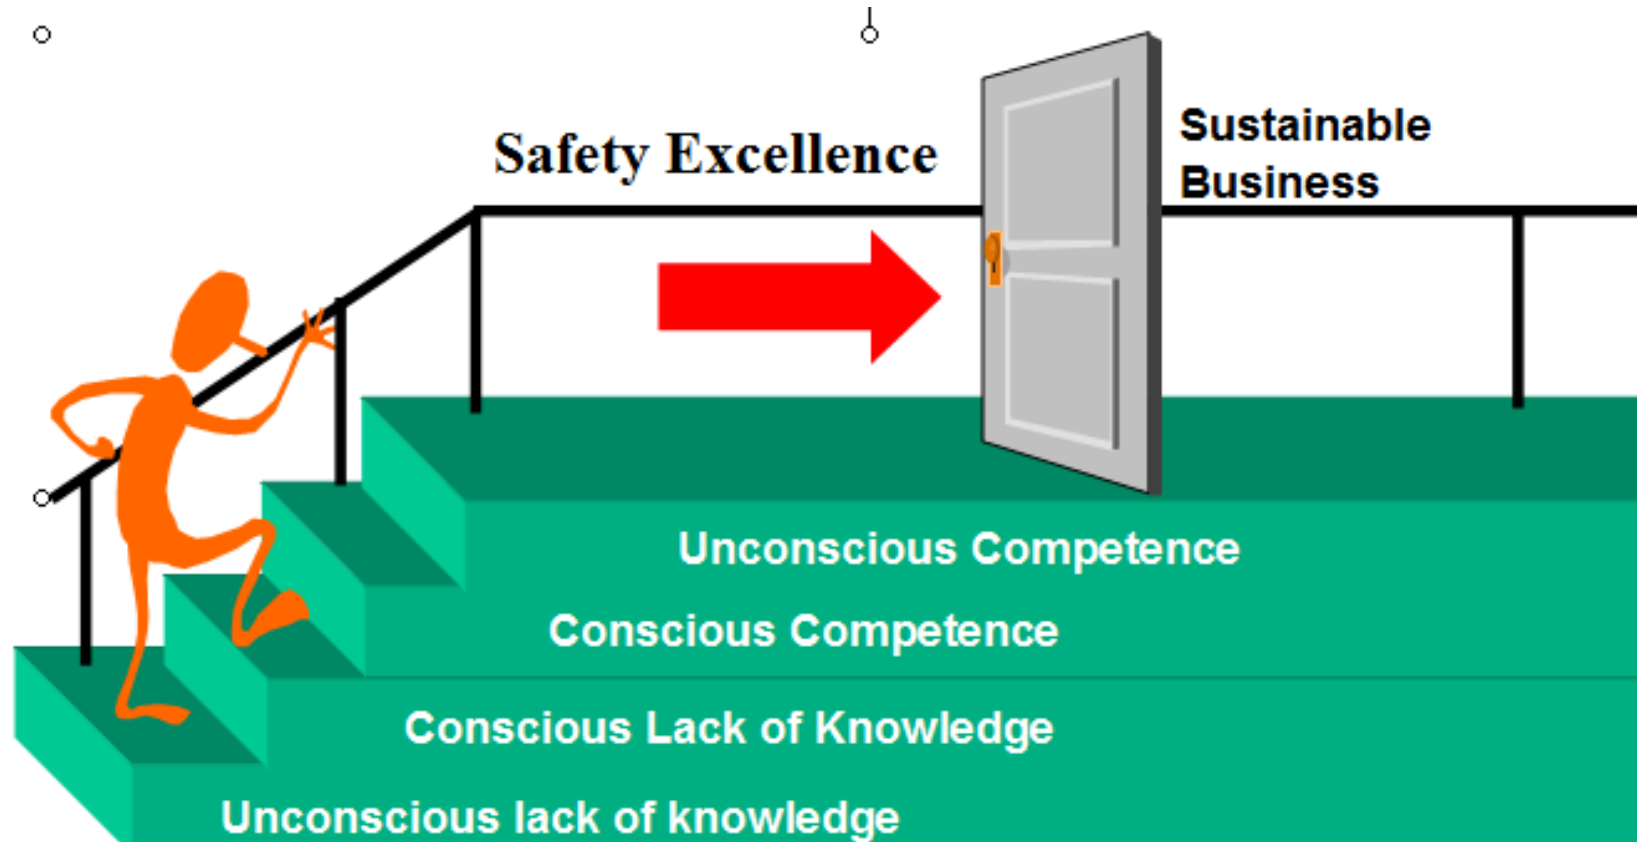 Safety Excellence
Sustainable
Business
Unconscious Competence
Conscious Competence
Conscious Lack of Knowledge
Unconscious lack of knowledge